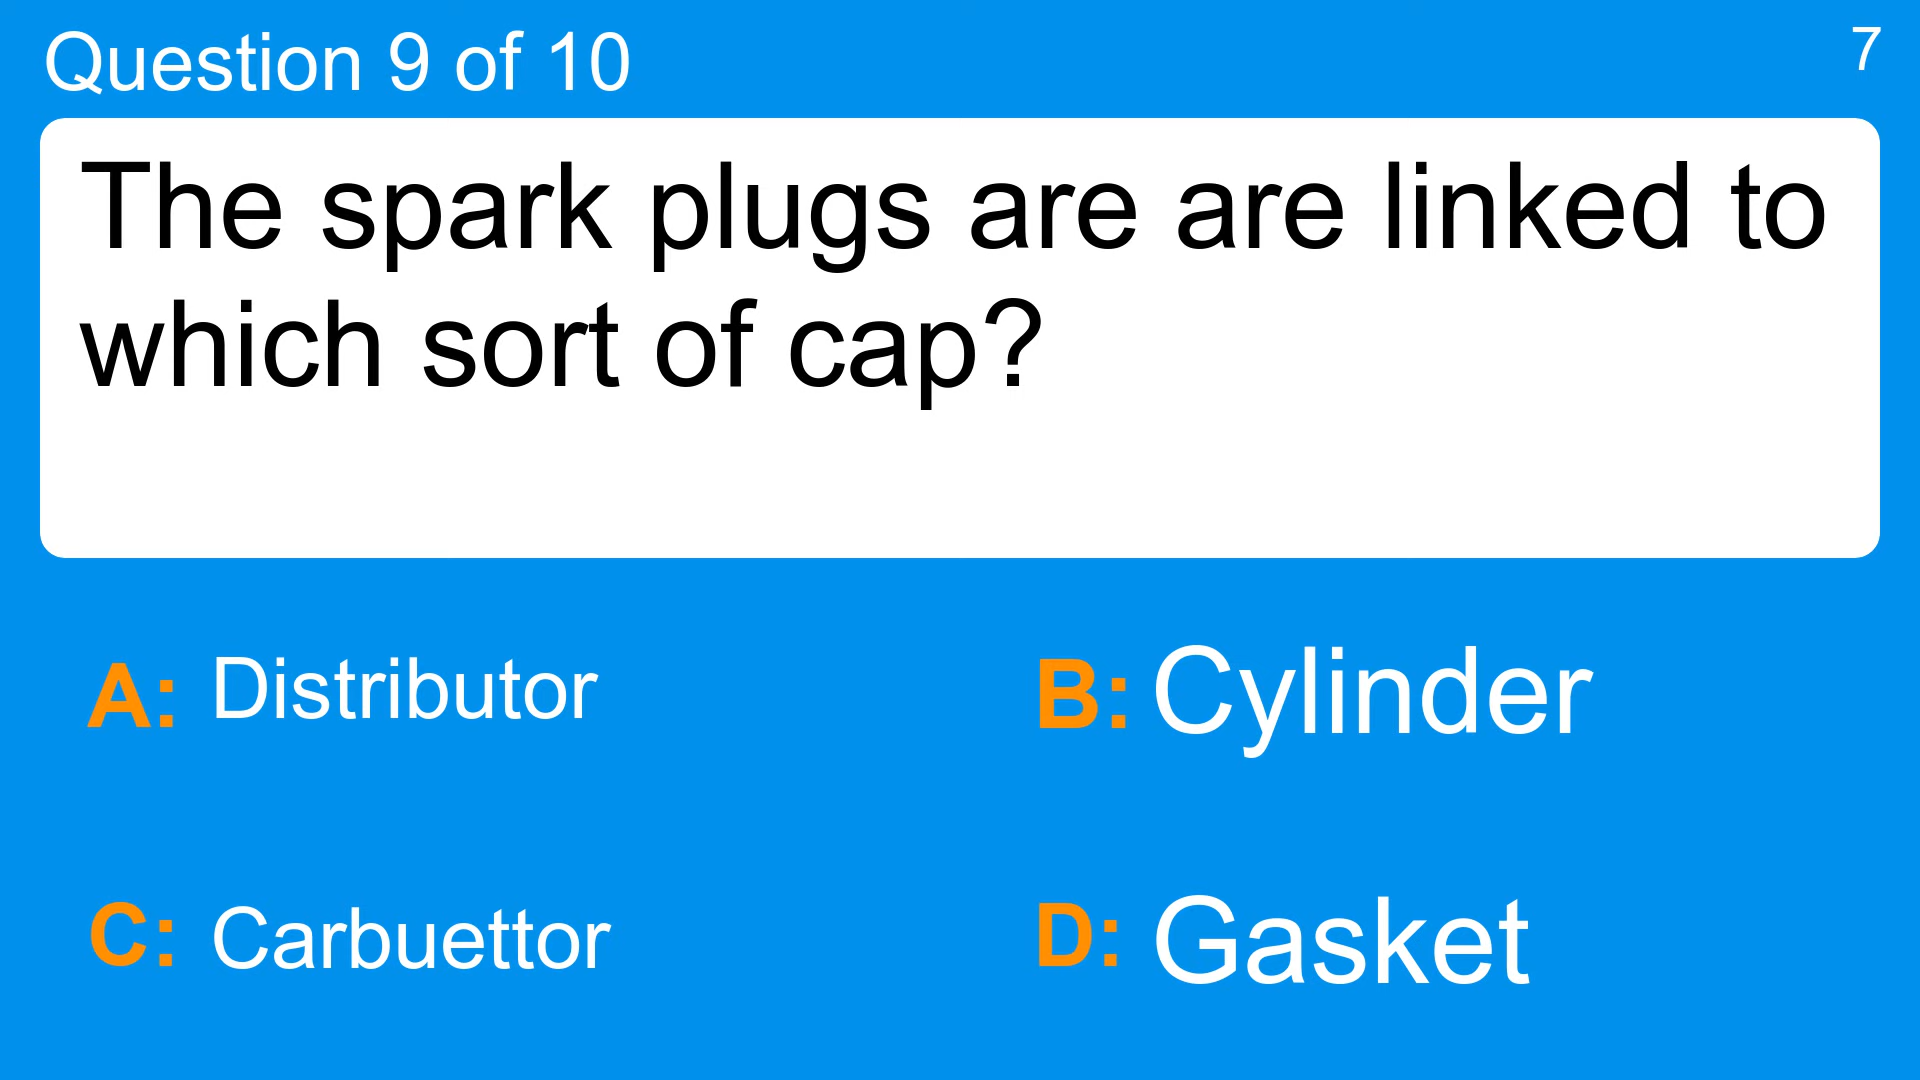 Question 9 of 10
7
The spark plugs are are linked to
which sort of cap?
A: Distributor
B: Cylinder
C: Carbuettor
D: Gasket